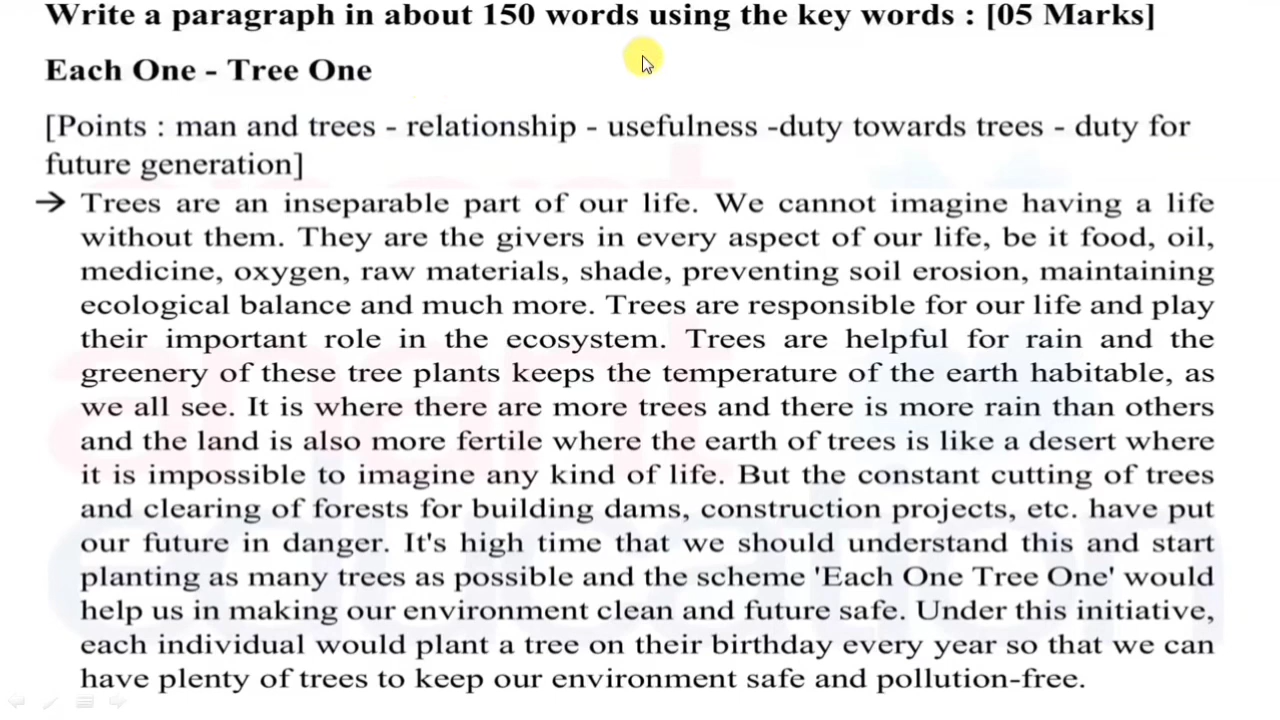 Write a paragraph in about 150 words using the key words : [05 Marks]
Each One - Tree One
[Points : man and trees - relationship - usefulness -duty towards trees - duty for
future generation]
→ Trees are an inseparable part of our life. We cannot imagine having a life
without them. They are the givers in every aspect of our life, be it food, oil,
medicine, oxygen, raw materials, shade, preventing soil erosion, maintaining
ecological balance and much more. Trees are responsible for our life and play
their important role in the ecosystem. Trees are helpful for rain and the
greenery of these tree plants keeps the temperature of the earth habitable, as
we all see. It is where there are more trees and there is more rain than others
and the land is also more fertile where the earth of trees is like a desert where
it is impossible to imagine any kind of life. But the constant cutting of trees
and clearing of forests for building dams, construction projects, etc. have put
our future in danger. It's high time that we should understand this and start
planting as many trees as possible and the scheme 'Each One Tree One' would
help us in making our environment clean and future safe. Under this initiative,
each individual would plant a tree on their birthday every year so that we can
have plenty of trees to keep our environment safe and pollution-free.